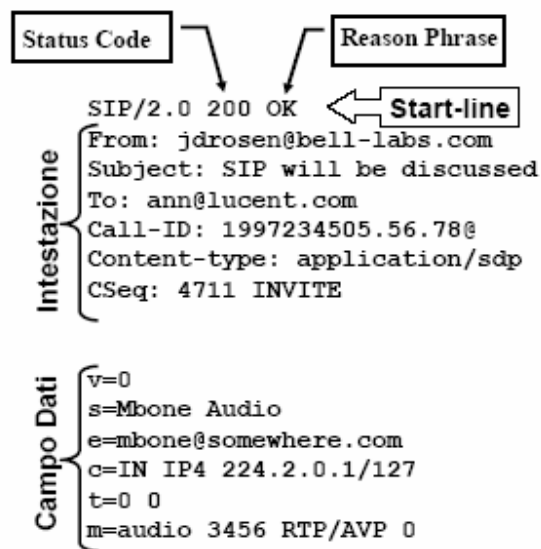 Status Code
Reason Phrase
SIP/2.0 200 OK
Start-line
Intestazione
From: jdrosen@bell-labs.com
Subject: SIP will be discussed
To: ann@lucent.com
Call-ID: 1997234505.56.78@
Content-type: application/sdp
CSeq: 4711 INVITE
Campo Dati
v=0
s=Mbone Audio
e=mbone@somewhere.com
c=IN IP4 224.2.0.1/127
t=0 0
m=audio 3456 RTP/AVP 0